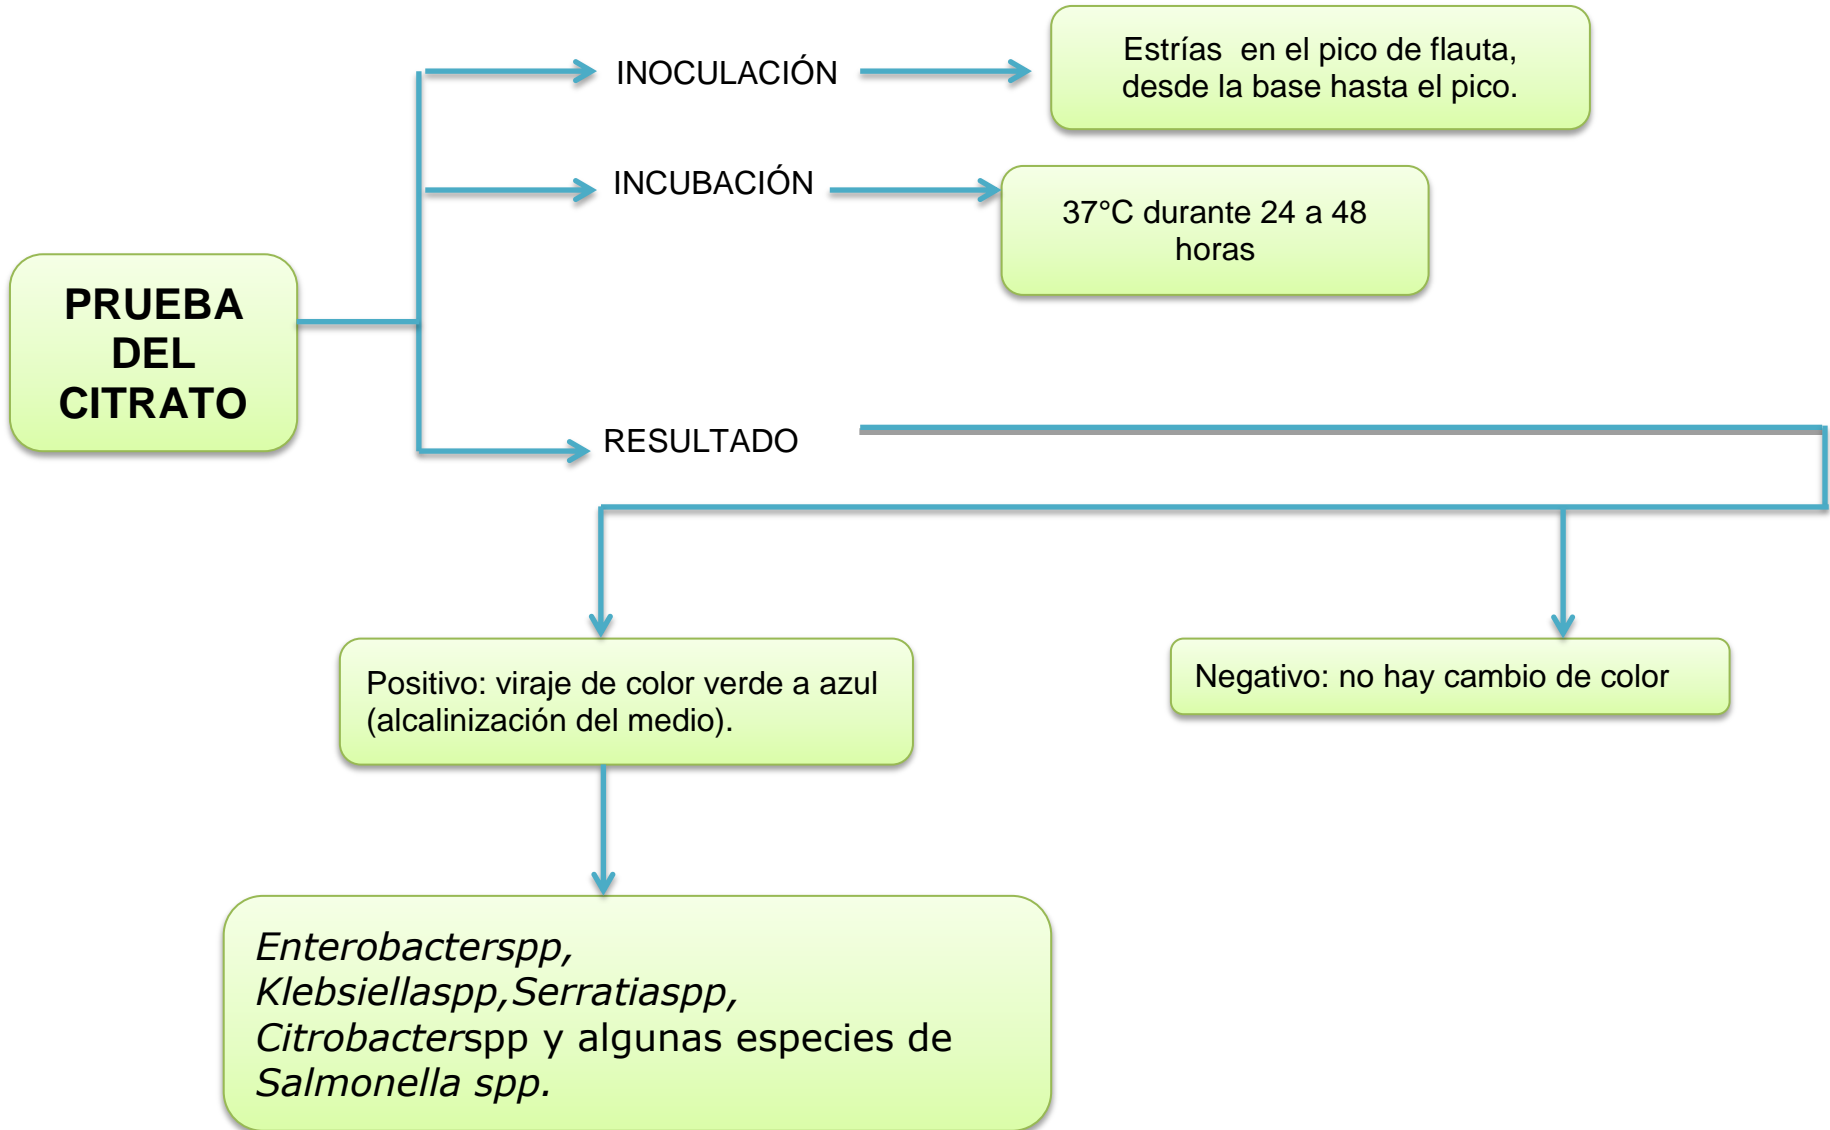 INOCULACIÓN
Estrías  en el pico de flauta,
desde la base hasta el pico.
INCUBACIÓN
37°C durante 24 a 48
horas
PRUEBA
DEL
CITRATO
RESULTADO
Positivo: viraje de color verde a azul
(alcalinización del medio).
Negativo: no hay cambio de color
Enterobacterspp,
Klebsiellaspp,Serratiaspp,
Citrobacterspp y algunas especies de
Salmonella spp.